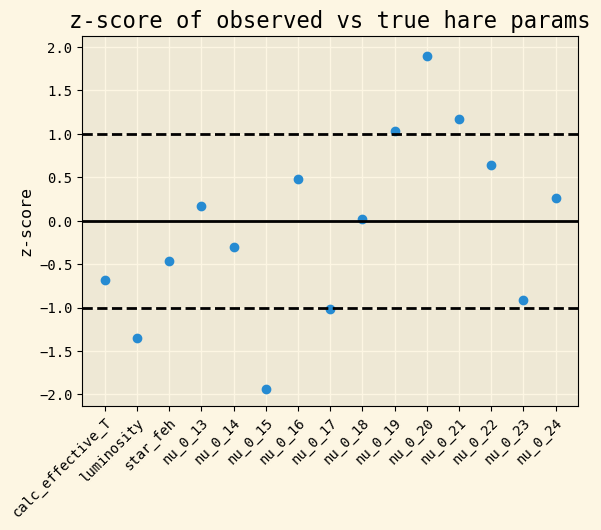 z-score of observed vs true hare params
z-score
2.0
1.5
1.0
0.5
0.0
−0.5
−1.0
−1.5
−2.0
calc_effective_T
luminosity
star_feh
nu_0_13
nu_0_14
nu_0_15
nu_0_16
nu_0_17
nu_0_18
nu_0_19
nu_0_20
nu_0_21
nu_0_22
nu_0_23
nu_0_24